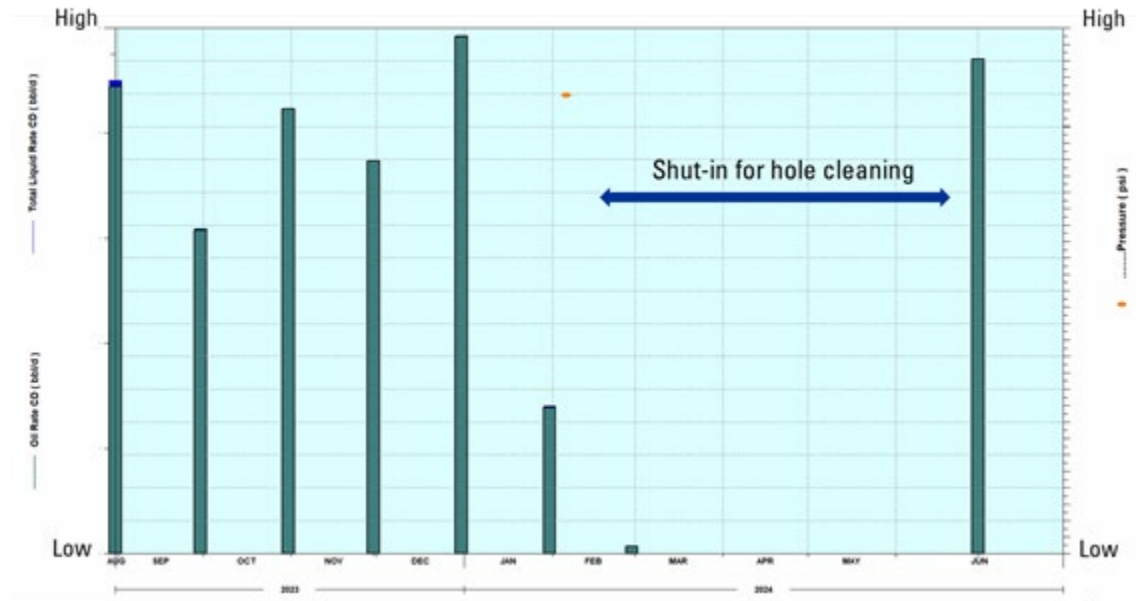 High
High
Total Liquid Rate CD ( bbl/d )
Oil Rate CD ( bbl/d )
Pressure ( psi )
Shut-in for hole cleaning
Low
Low
AUG SEP OCT NOV DEC JAN FEB MAR APR MAY JUN
2023 2024